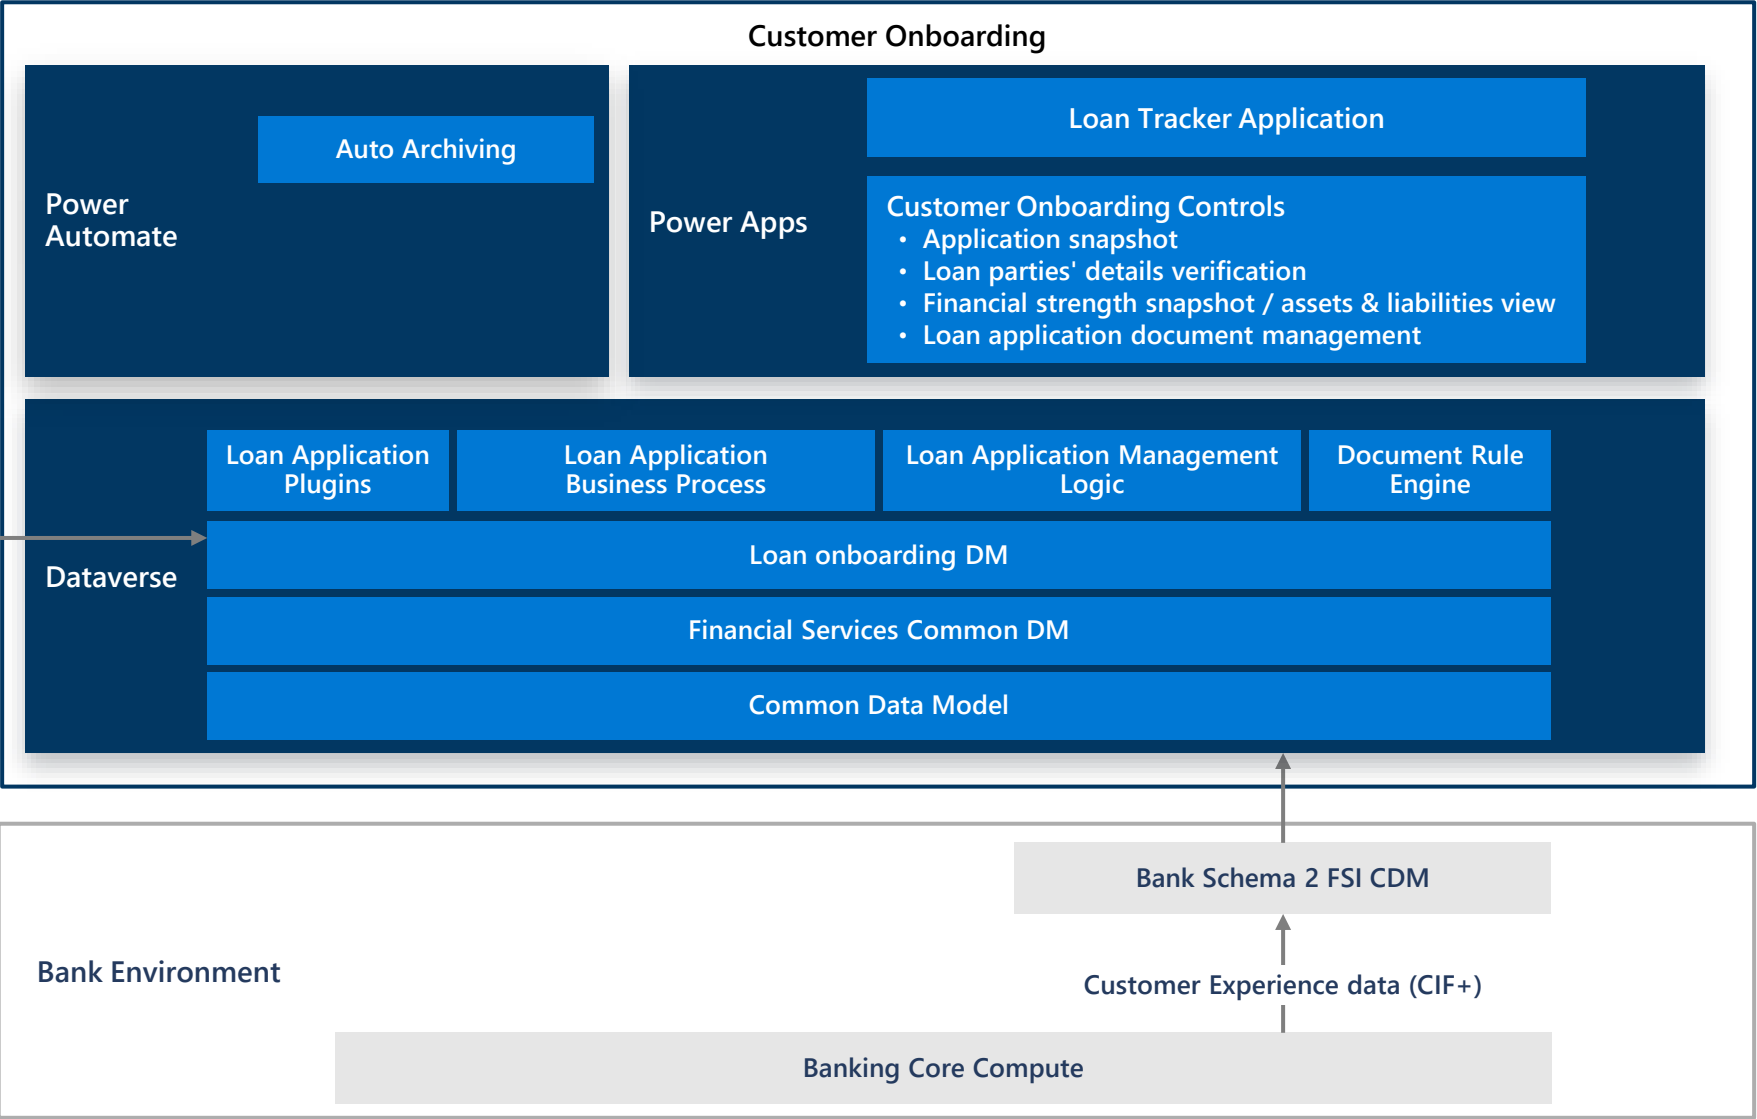 Customer Onboarding
Power
Automate
Auto Archiving
Power Apps
Loan Tracker Application
Customer Onboarding Controls
• Application snapshot
• Loan parties' details verification
• Financial strength snapshot / assets & liabilities view
• Loan application document management
Dataverse
Loan Application
Plugins
Loan Application
Business Process
Loan Application Management
Logic
Document Rule
Engine
Loan onboarding DM
Financial Services Common DM
Common Data Model
Bank Environment
Bank Schema 2 FSI CDM
Customer Experience data (CIF+)
Banking Core Compute